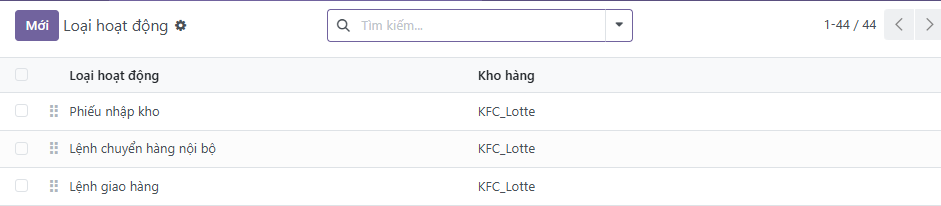 Mới Loại hoạt động Tìm kiếm... 1-44 / 44
Loại hoạt động Kho hàng
Phiếu nhập kho KFC_Lotte
Lệnh chuyển hàng nội bộ KFC_Lotte
Lệnh giao hàng KFC_Lotte